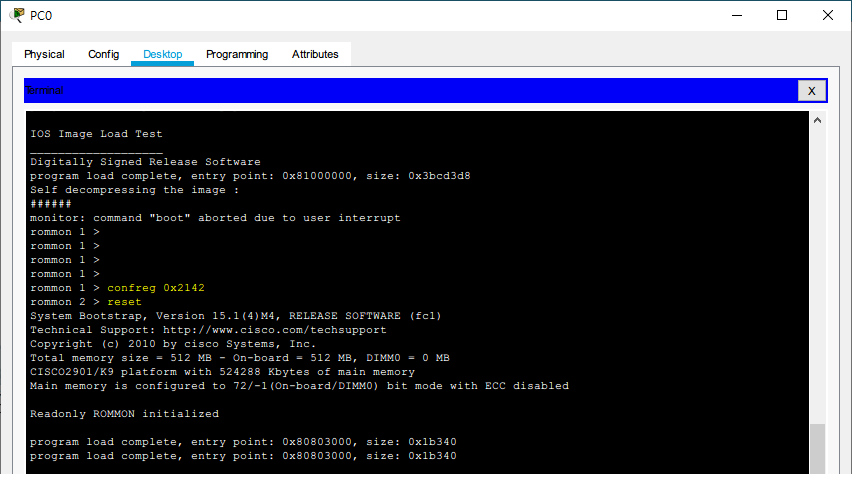 PC0
Physical Config Desktop Programming Attributes
Terminal
X
IOS Image Load Test
___________________
Digitally Signed Release Software
program load complete, entry point: 0x81000000, size: 0x3bcd3d8
Self decompressing the image :
######
monitor: command "boot" aborted due to user interrupt
rommon 1 >
rommon 1 >
rommon 1 >
rommon 1 >
rommon 1 > confreg 0x2142
rommon 2 > reset
System Bootstrap, Version 15.1(4)M4, RELEASE SOFTWARE (fc1)
Technical Support: http://www.cisco.com/techsupport
Copyright (c) 2010 by cisco Systems, Inc.
Total memory size = 512 MB - On-board = 512 MB, DIMM0 = 0 MB
CISCO2901/K9 platform with 524288 Kbytes of main memory
Main memory is configured to 72/-1(On-board/DIMM0) bit mode with ECC disabled
Readonly ROMMON initialized
program load complete, entry point: 0x80803000, size: 0x1b340
program load complete, entry point: 0x80803000, size: 0x1b340